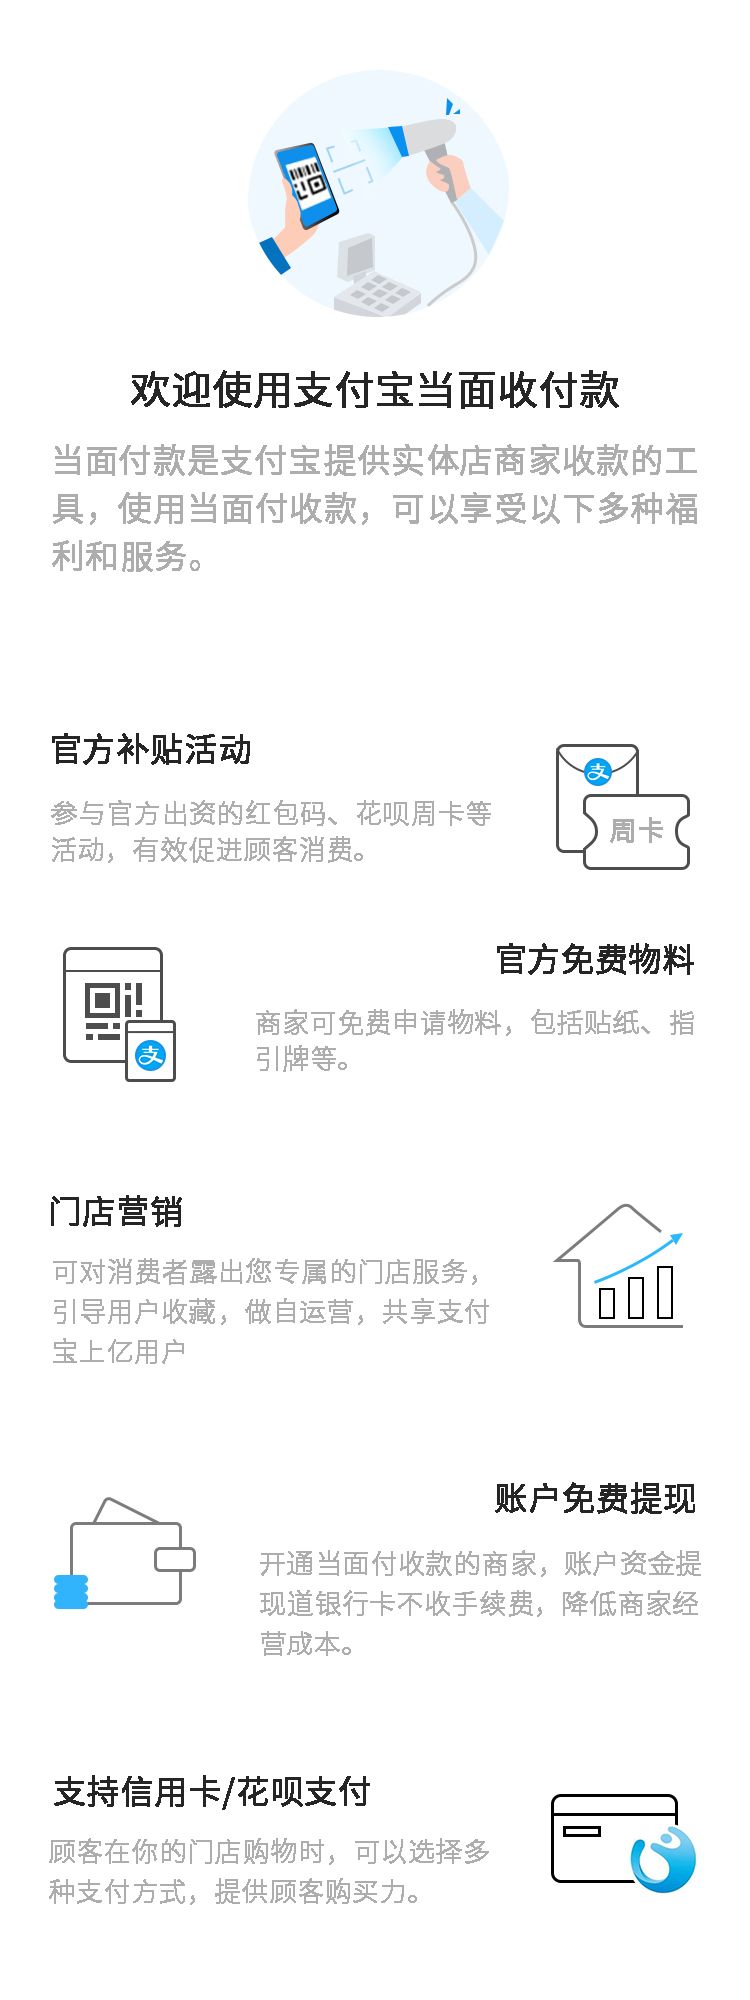 欢迎使用支付宝当面收付款
当面付款是支付宝提供实体店商家收款的工
具，使用当面付收款，可以享受以下多种福
利和服务。
官方补贴活动
参与官方出资的红包码、花呗周卡等
活动，有效促进顾客消费。
支
周卡
官方免费物料
商家可免费申请物料，包括贴纸、指
引牌等。
支
门店营销
可对消费者露出您专属的门店服务，
引导用户收藏，做自运营，共享支付
宝上亿用户
账户免费提现
开通当面付收款的商家，账户资金提
现道银行卡不收手续费，降低商家经
营成本。
支持信用卡/花呗支付
顾客在你的门店购物时，可以选择多
种支付方式，提供顾客购买力。